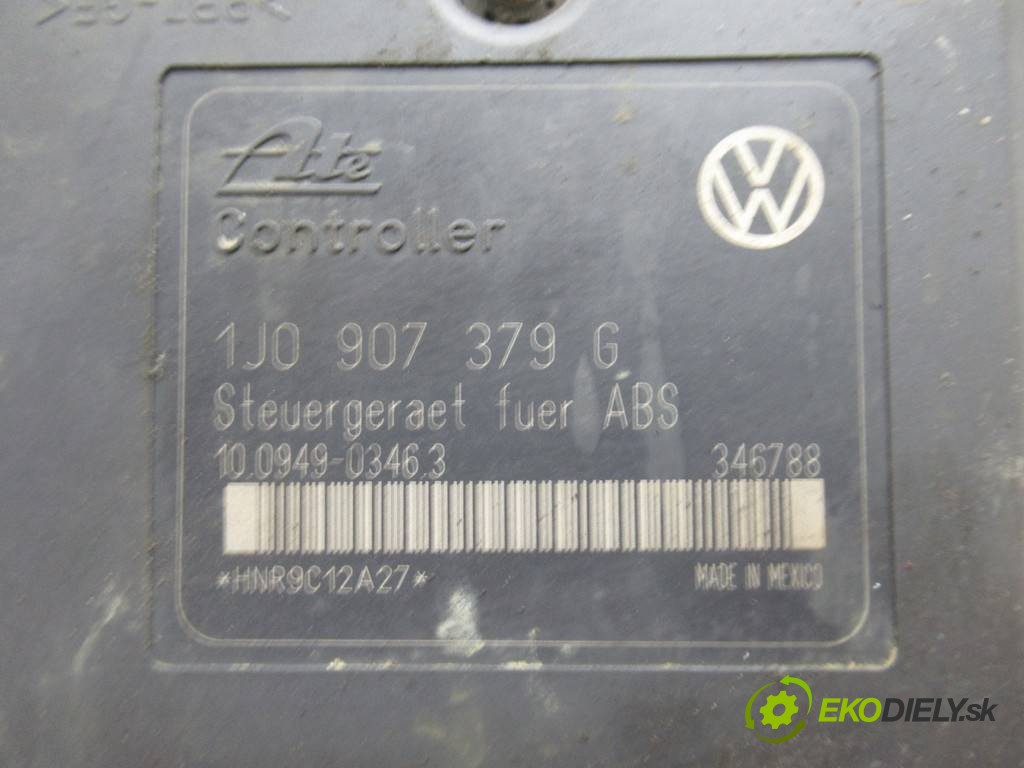 Ate
Controller
1J0 907 379 G
Steuergeraet fuer ABS
10.0949-0346.3 346788
*HNR9C12A27*
MADE IN MEXICO
EKODIELY.sk